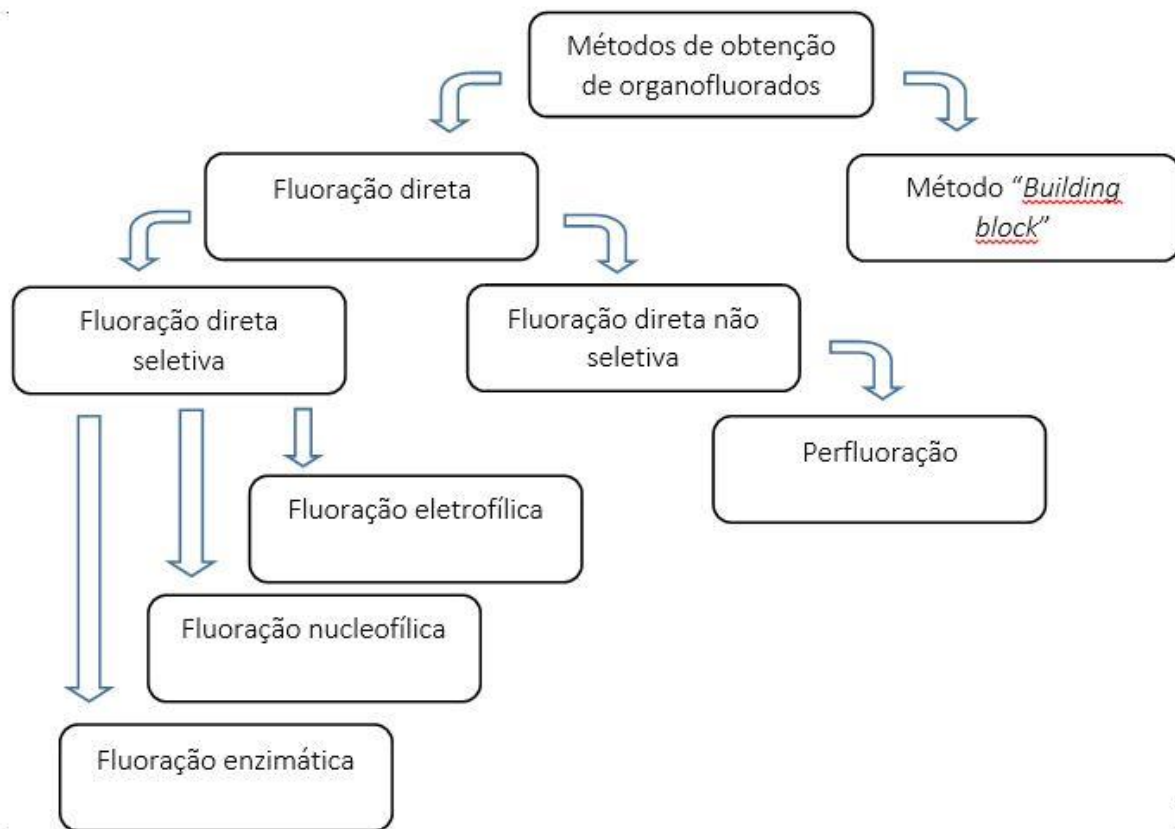 Métodos de obtenção
de organofluorados
Fluoração direta
Método “Building
block”
Fluoração direta
seletiva
Fluoração direta não
seletiva
Perfluoração
Fluoração eletrofílica
Fluoração nucleofílica
Fluoração enzimática